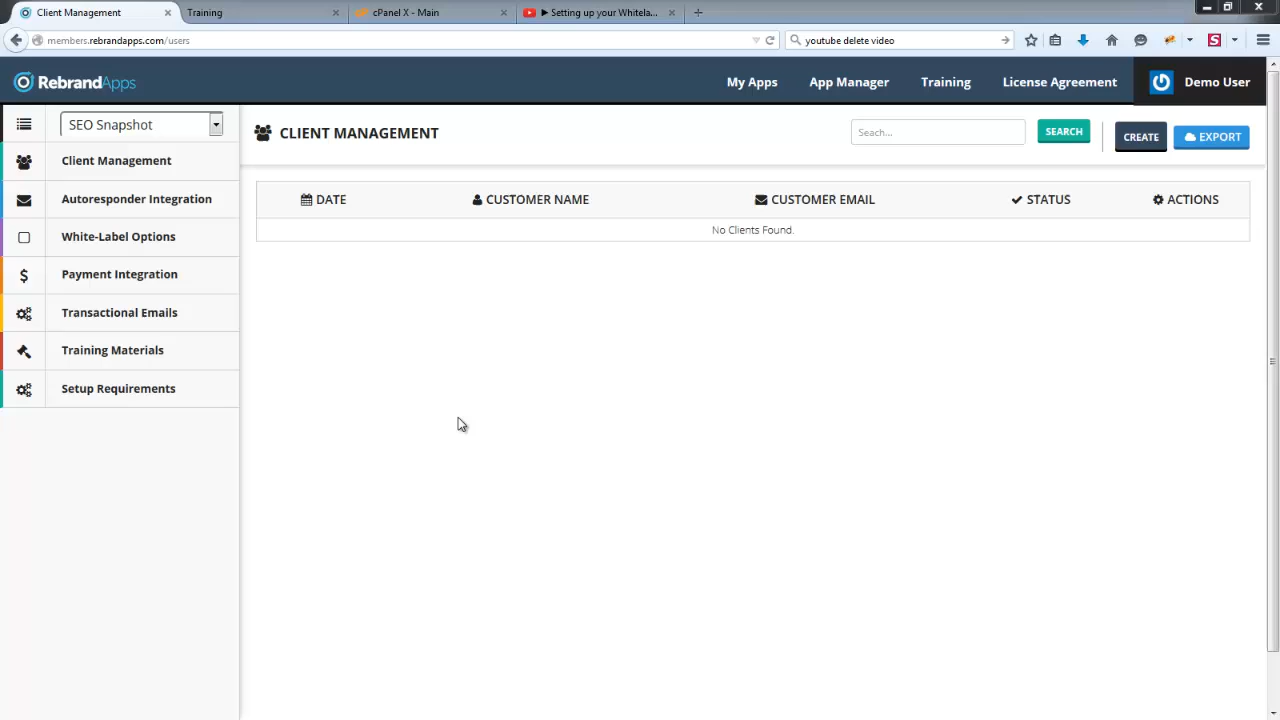 Client Management
Training
cPanel X - Main
Setting up your Whitela...
members.rebrandapps.com/users
youtube delete video
RebrandApps
My Apps
App Manager
Training
License Agreement
Demo User
SEO Snapshot
CLIENT MANAGEMENT
Seach...
SEARCH
CREATE
EXPORT
Client Management
Autoresponder Integration
White-Label Options
Payment Integration
Transactional Emails
Training Materials
Setup Requirements
DATE
CUSTOMER NAME
CUSTOMER EMAIL
STATUS
ACTIONS
No Clients Found.